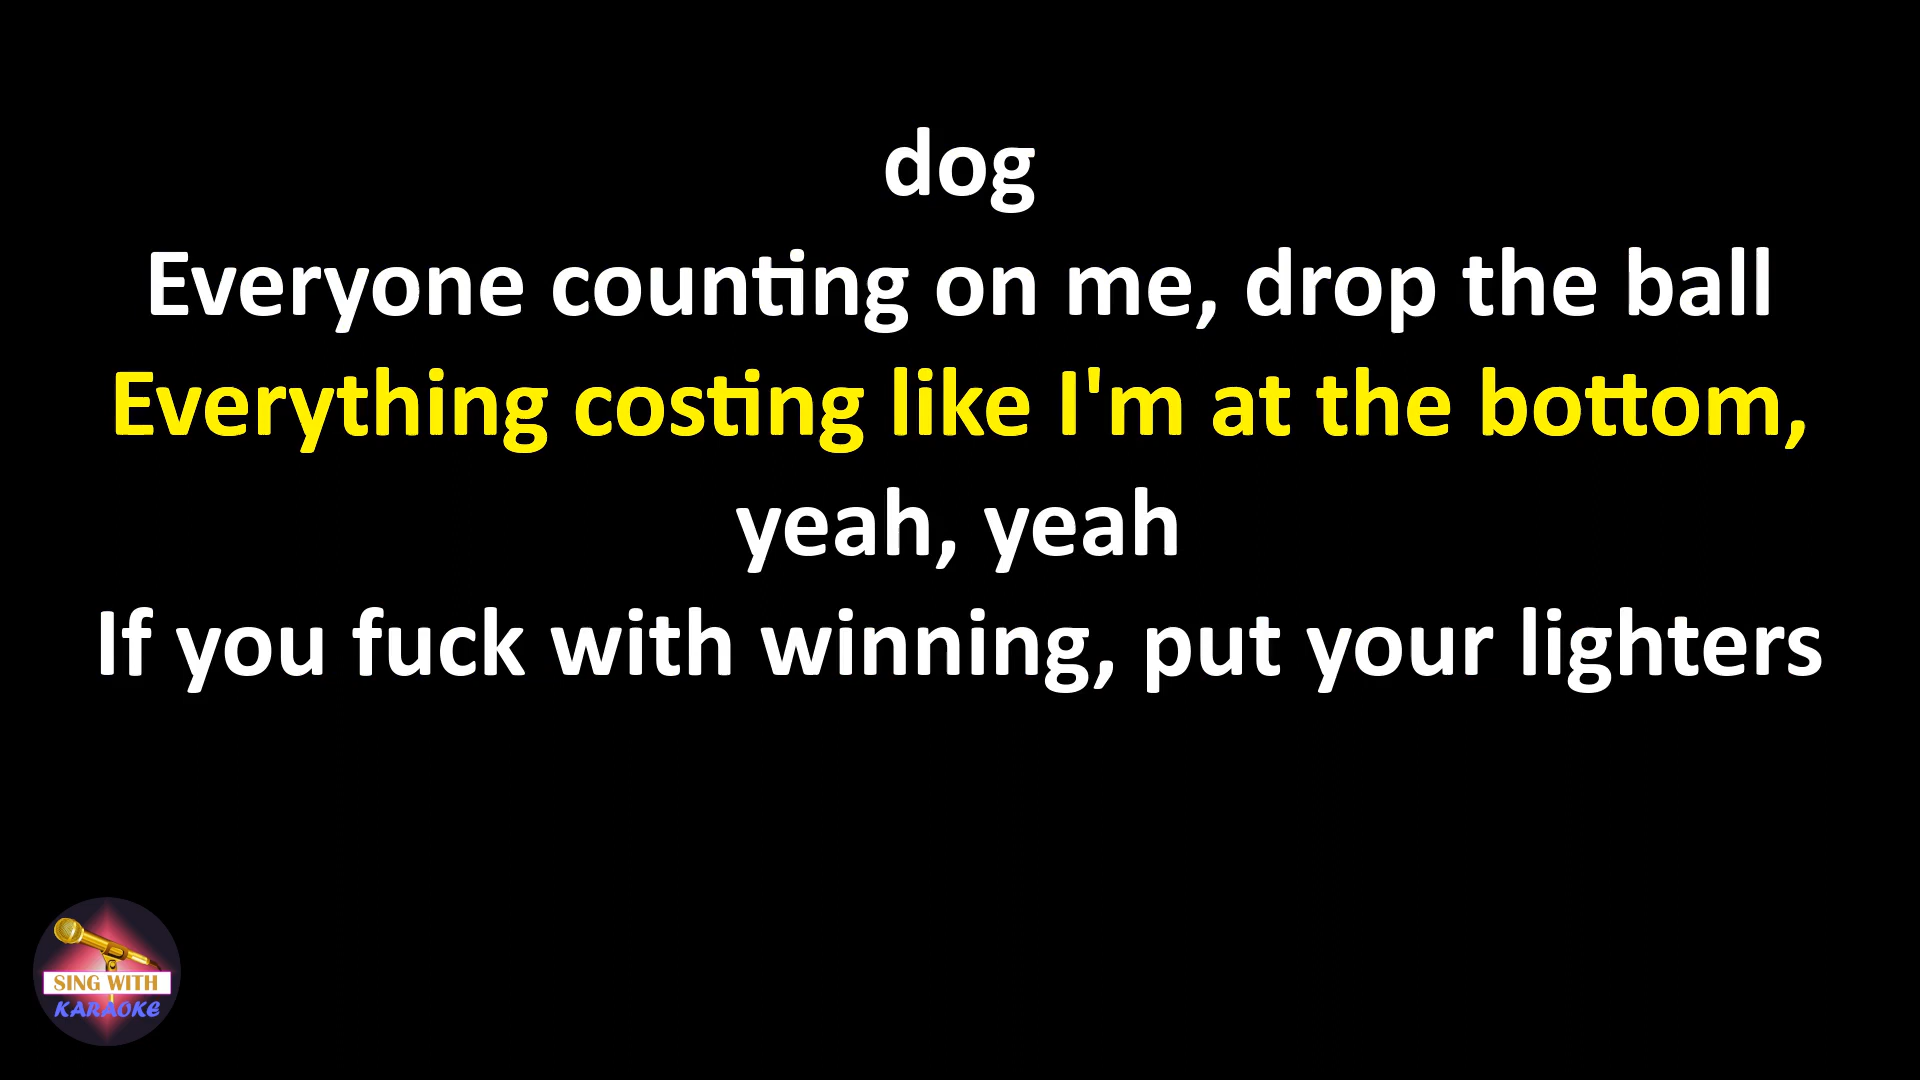 dog
Everyone counting on me, drop the ball
Everything costing like I'm at the bottom,
yeah, yeah
If you fuck with winning, put your lighters
SING WITH
KARAOKE